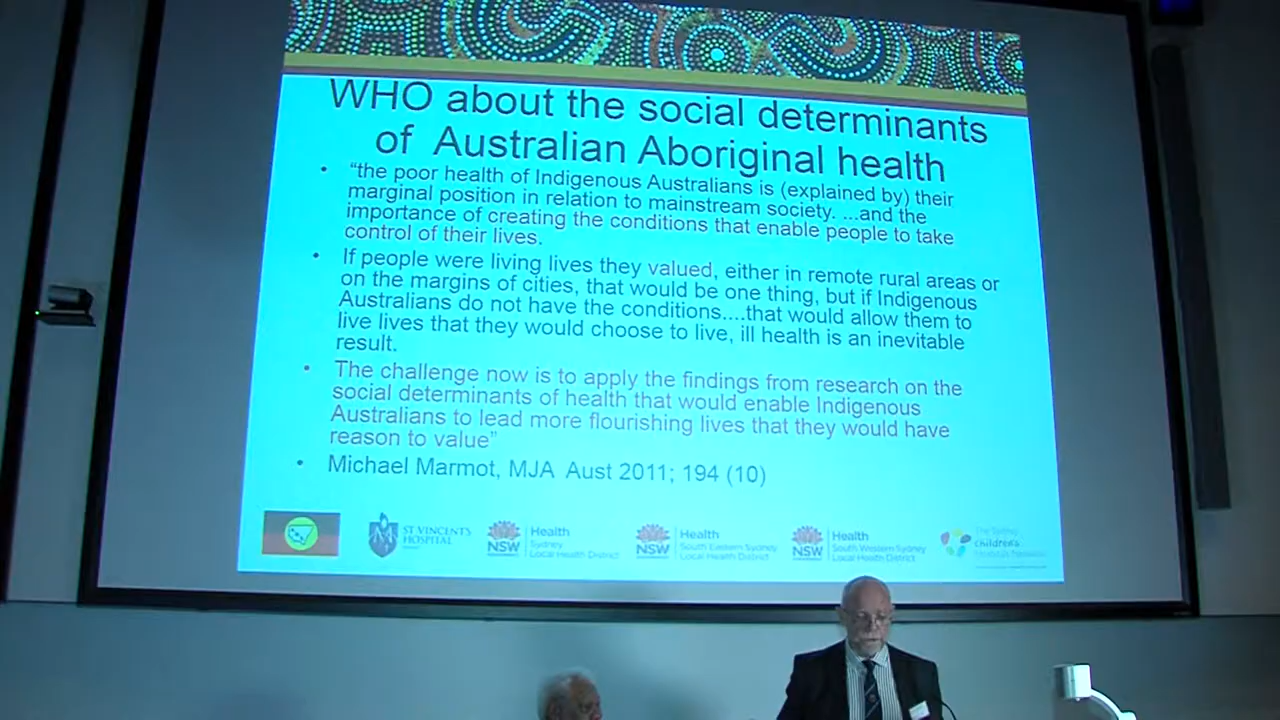 WHO about the social determinants
of Australian Aboriginal health
• “the poor health of Indigenous Australians is (explained by) their
marginal position in relation to mainstream society. ...and the
importance of creating the conditions that enable people to take
control of their lives.
• If people were living lives they valued, either in remote rural areas or
on the margins of cities, that would be one thing, but if Indigenous
Australians do not have the conditions....that would allow them to
live lives that they would choose to live, ill health is an inevitable
result.
• The challenge now is to apply the findings from research on the
social determinants of health that would enable Indigenous
Australians to lead more flourishing lives that they would have
reason to value”
• Michael Marmot, MJA Aust 2011; 194 (10)
ST VINCENT'S
HOSPITAL
NSW
Health
Sydney
Local Health District
NSW
Health
South Eastern Sydney
Local Health District
NSW
Health
South Western Sydney
Local Health District
The Sydney
children's
Hospitals Network